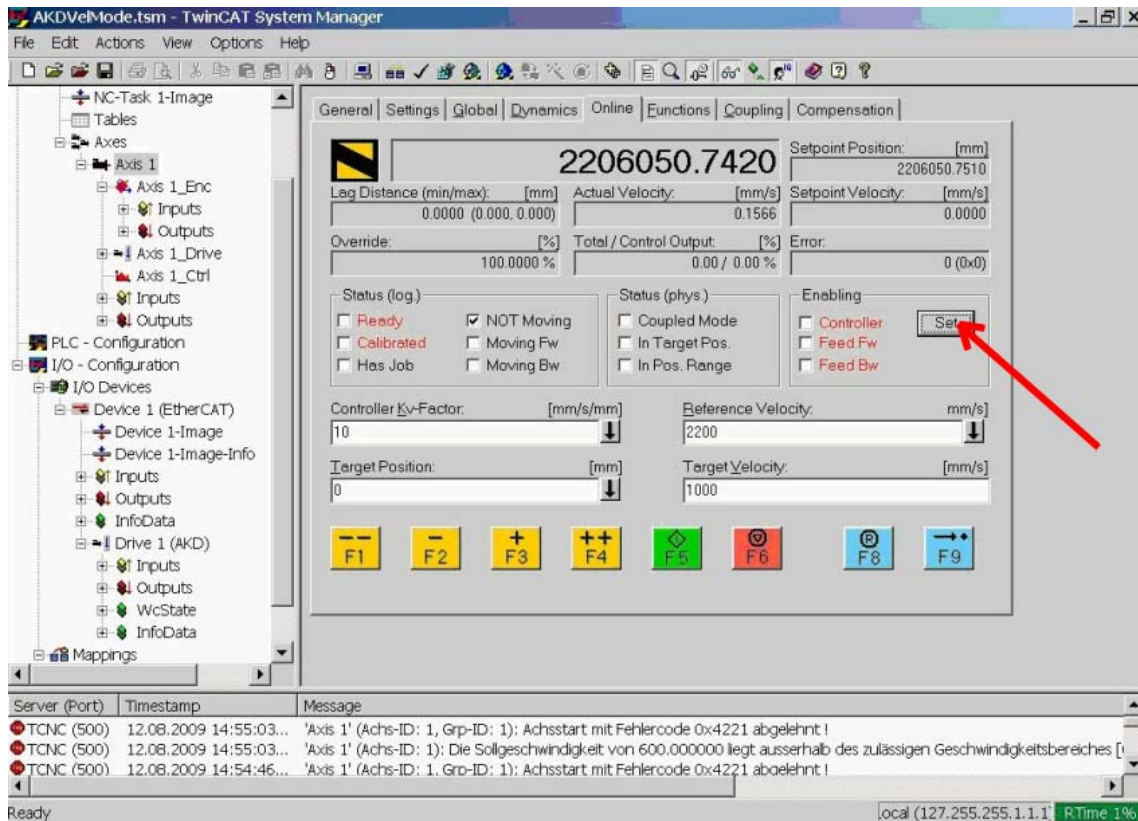 AKDVelMode.tsm - TwinCAT System Manager
File Edit Actions View Options Help
NC-Task 1-Image
Tables
Axes
Axis 1
Axis 1_Enc
Inputs
Outputs
Axis 1_Drive
Axis 1_Ctrl
Inputs
Outputs
PLC - Configuration
I/O - Configuration
I/O Devices
Device 1 (EtherCAT)
Device 1-Image
Device 1-Image-Info
Inputs
Outputs
InfoData
Drive 1 (AKD)
Inputs
Outputs
WcState
InfoData
Mappings
General Settings Global Dynamics Online Functions Coupling Compensation
2206050.7420
Setpoint Position: [mm]
2206050.7510
Lag Distance (min/max): [mm] Actual Velocity: [mm/s] Setpoint Velocity: [mm/s]
0.0000 (0.000, 0.000) 0.1566 0.0000
Override: [%] Total / Control Output: [%] Error:
100.0000 % 0.00 / 0.00 % 0 (0x0)
Status (log.) Status (phys.) Enabling
Ready NOT Moving Coupled Mode Controller Set
Calibrated Moving Fw In Target Pos. Feed Fw
Has Job Moving Bw In Pos. Range Feed Bw
Controller Kv-Factor: [mm/s/mm] Reference Velocity: mm/s]
10 2200
Target Position: [mm] Target Velocity: [mm/s]
0 1000
-- F1 - F2 + F3 ++ F4 F5 F6 R F8 F9
Server (Port) Timestamp Message
TCNC (500) 12.08.2009 14:55:03... 'Axis 1' (Achs-ID: 1, Grp-ID: 1): Achsstart mit Fehlercode 0x4221 abgelehnt !
TCNC (500) 12.08.2009 14:55:03... 'Axis 1' (Achs-ID: 1): Die Sollgeschwindigkeit von 600.000000 liegt ausserhalb des zulässigen Geschwindigkeitsbereiches [
TCNC (500) 12.08.2009 14:54:46... 'Axis 1' (Achs-ID: 1, Grp-ID: 1): Achsstart mit Fehlercode 0x4221 abgelehnt !
Ready ocal (127.255.255.1.1.1) RTime 1%